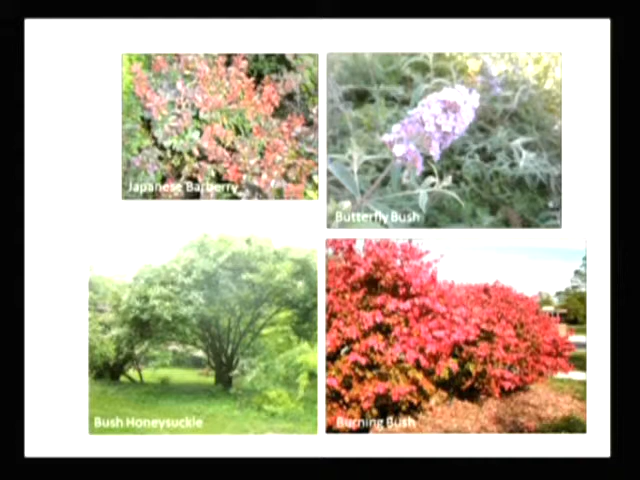 Japanese Barberry
Butterfly Bush
Bush Honeysuckle
Burning Bush